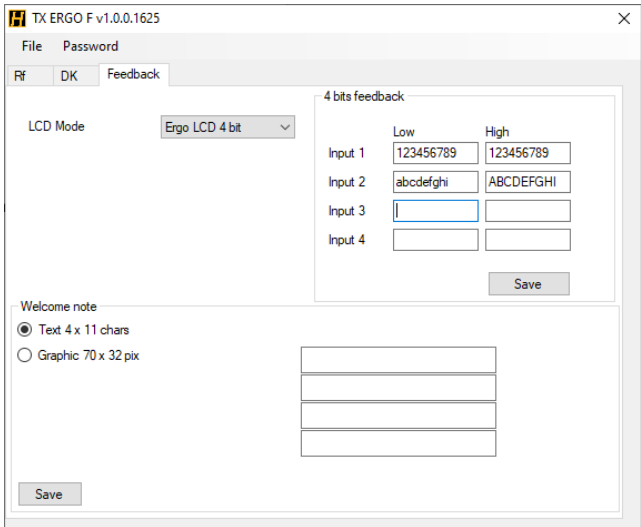 TX ERGO F v1.0.0.1625
File Password
Rf DK Feedback
LCD Mode Ergo LCD 4 bit
4 bits feedback
Low High
Input 1 123456789 123456789
Input 2 abcdefghi ABCDEFGHI
Input 3
Input 4
Save
Welcome note
Text 4 x 11 chars
Graphic 70 x 32 pix
Save